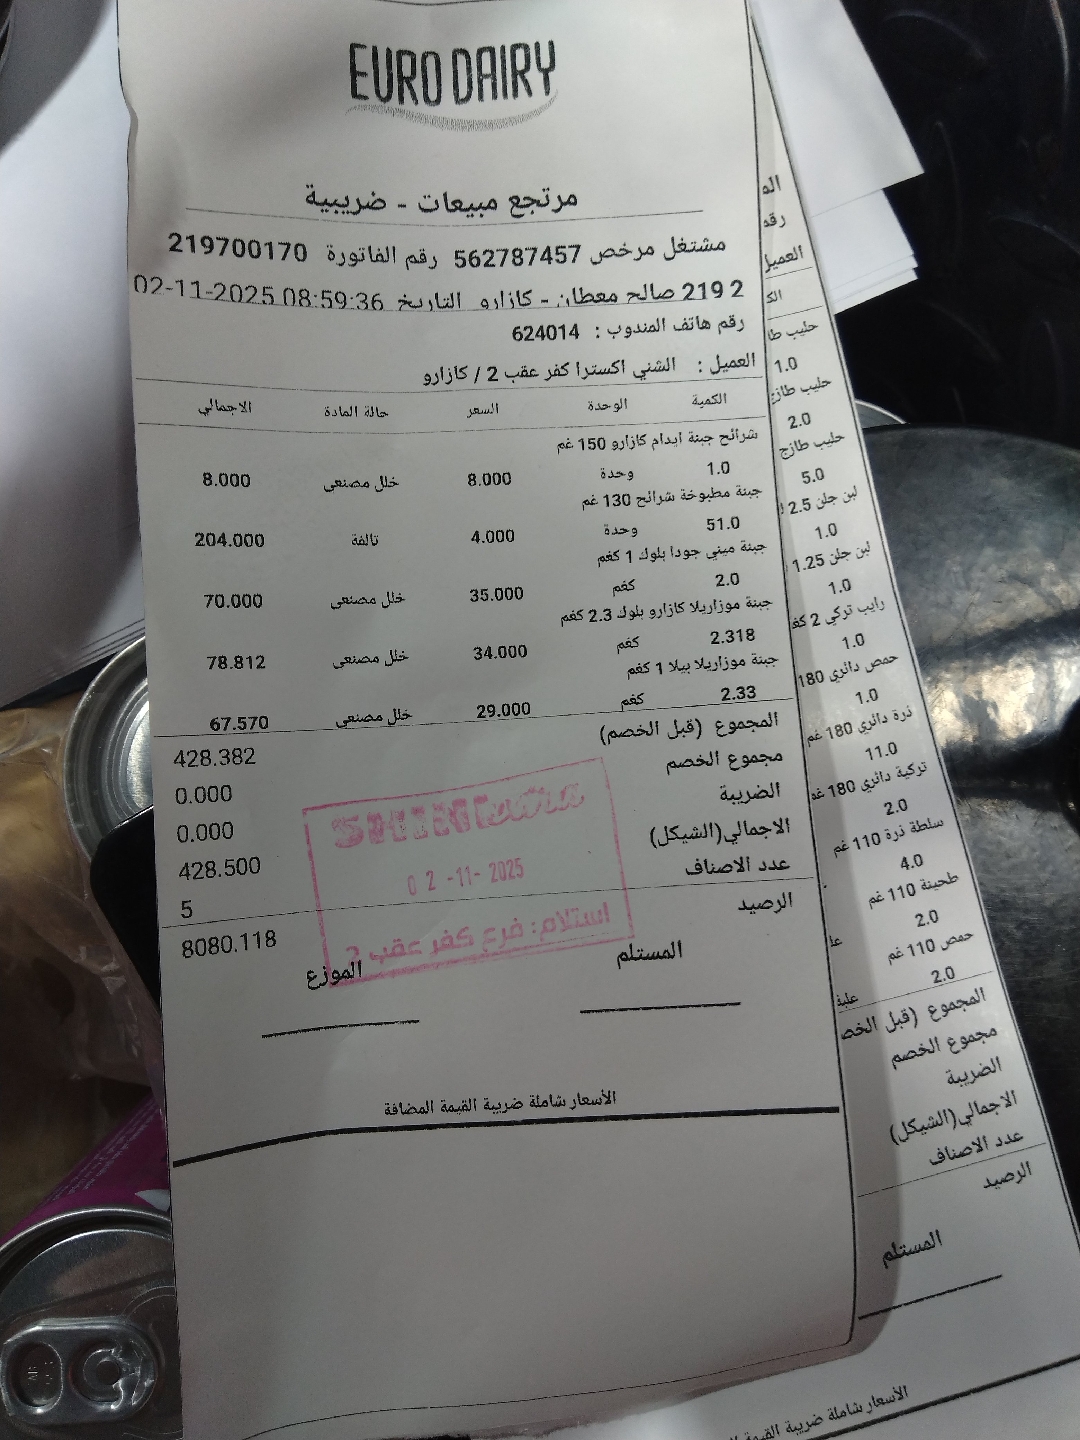 EURO DAIRY
مرتجع مبيعات - ضريبية
مشتغل مرخص 562787457 رقم الفاتورة 219700170
219 2 صالح معطان - كازارو التاريخ 02-11-2025 08:59:36
رقم هاتف المندوب : 624014
العميل : الشني اكسترا كفر عقب 2 / كازارو
الكمية الوحدة السعر حالة المادة الاجمالي
شرائح جبنة ايدام كازارو 150 غم
1.0 وحدة 8.000 خلل مصنعي 8.000
جبنة مطبوخة شرائح 130 غم
51.0 وحدة 4.000 تالفة 204.000
جبنة ميني جودا بلوك 1 كغم
2.0 كغم 35.000 خلل مصنعي 70.000
جبنة موزاريلا كازارو بلوك 2.3 كغم
2.318 كغم 34.000 خلل مصنعي 78.812
جبنة موزاريلا بيلا 1 كغم
2.33 كغم 29.000 خلل مصنعي 67.570
المجموع (قبل الخصم) 428.382
مجموع الخصم 0.000
الضريبة 0.000
الاجمالي(الشيكل) 428.500
عدد الاصناف 5
الرصيد 8080.118
المستلم الموزع
SHINI extra
02-11-2025
استلام: فرع كفر عقب 2
الأسعار شاملة ضريبة القيمة المضافة
العميل
حليب طا
1.0
حليب طازج
2.0
حليب طازج
5.0
لبن جلن 2.5
1.0
لبن جلن 1.25
1.0
رايب تركي 2 كغ
1.0
حمص دائري 180
1.0
ذرة دائري 180 غم
11.0
تركية دائري 180 غم
2.0
سلطة ذرة 110 غم
4.0
طحينة 110 غم
2.0
حمص 110 غم
2.0
المجموع (قبل الخص
مجموع الخصم
الضريبة
الاجمالي(الشيكل)
عدد الاصناف
الرصيد
المستلم
الأسعار شاملة ضريبة القيمة